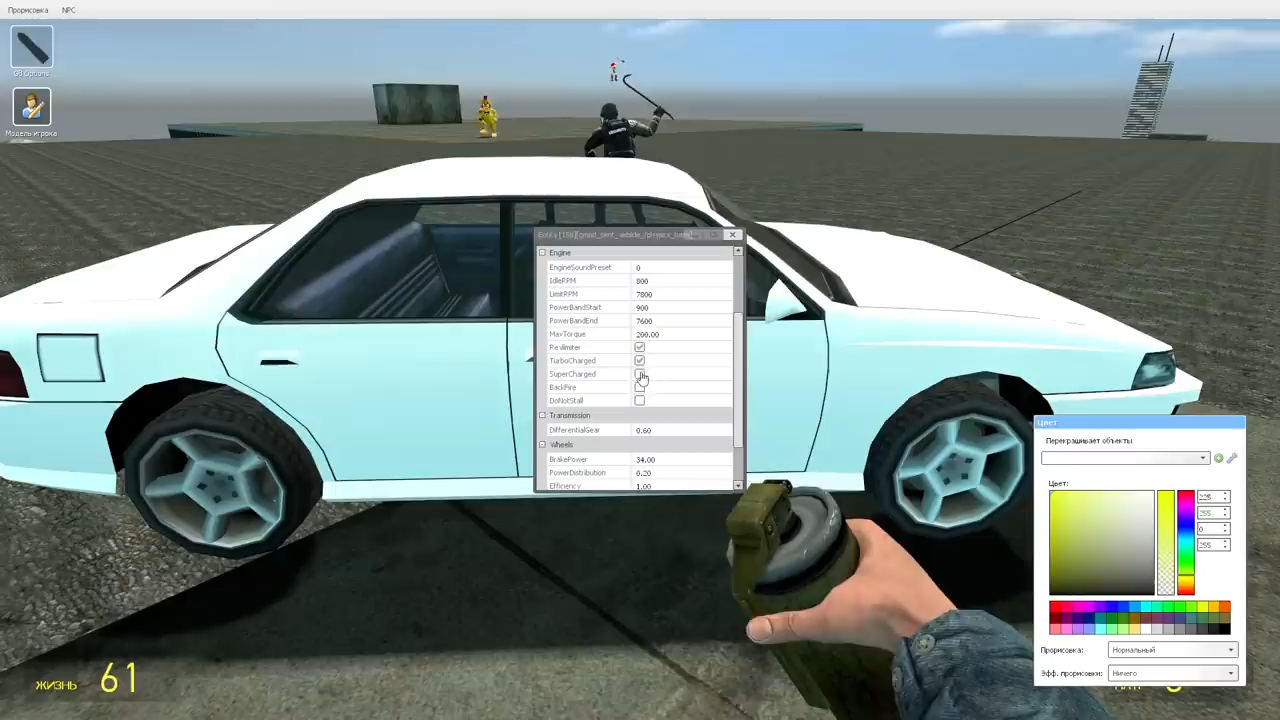 Прорисовка NPC
GB Options
Модель игрока
Engine
EngineSoundPreset 0
IdleRPM 800
LimitRPM 7800
PowerBandStart 900
PowerBandEnd 7600
MaxTorque 200.00
Revlimiter
TurboCharged
SuperCharged
BackFire
DoNotStall
Transmission
DifferentialGear 0.60
Wheels
BrakePower 34.00
PowerDistribution 0.20
Efficiency 1.00
Цвет
Перекрашивает объекты
Цвет:
225
255
0
255
Прорисовка: Нормальный
Эфф. прорисовки: Ничего
ЖИЗНЬ 61